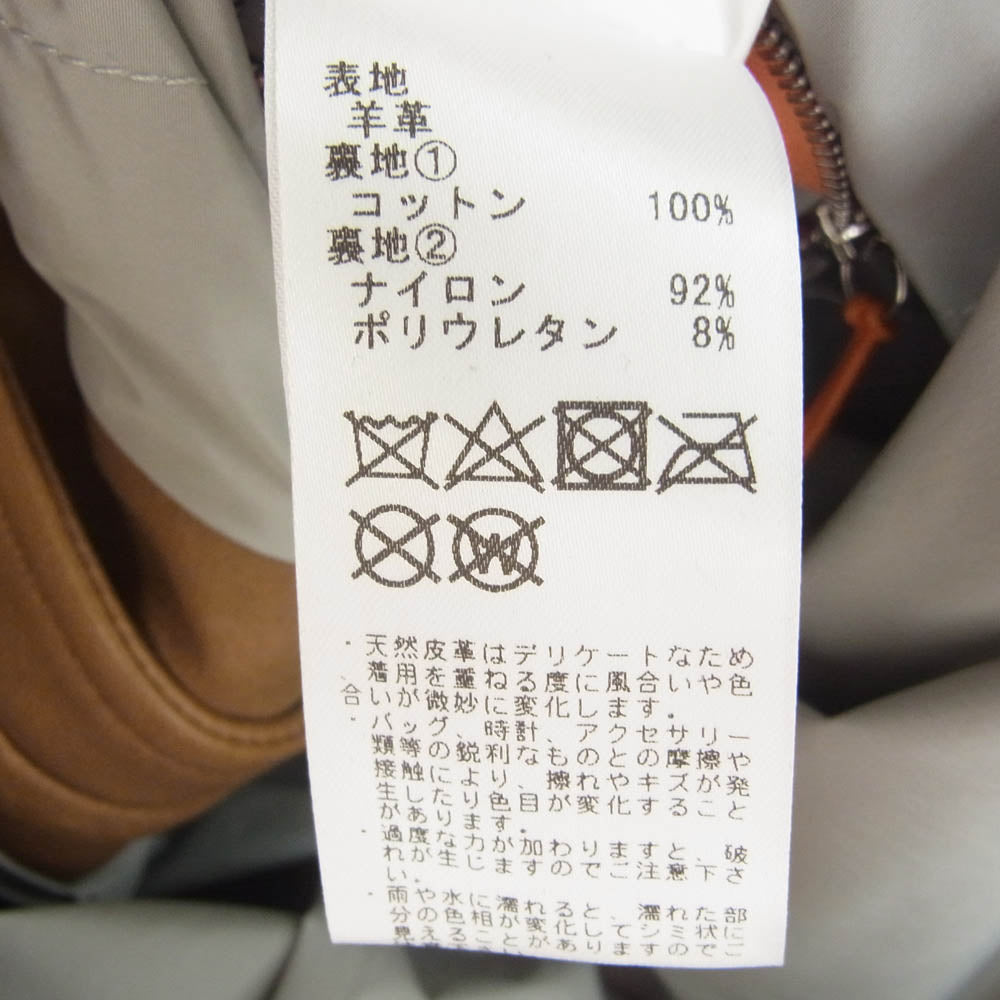 表地
羊革
裏地①
コットン 100%
裏地②
ナイロン 92%
ポリウレタン 8%
W
・天然皮革はデリケートなため
着用を重ねる度に風合いや色
合いが微妙に変化します。
・バッグ、時計、アクセサリー
類等の鋭利なものとの摩擦や
接触により、擦れやキズが発
生したり色目が変化すること
があります。
・過度な力が加わりますと、破
れが生じますのでご注意下さ
い。
・雨や水に濡れると、濡れた部
分の色相が変化し、シミ状に
見えることがありますのでご